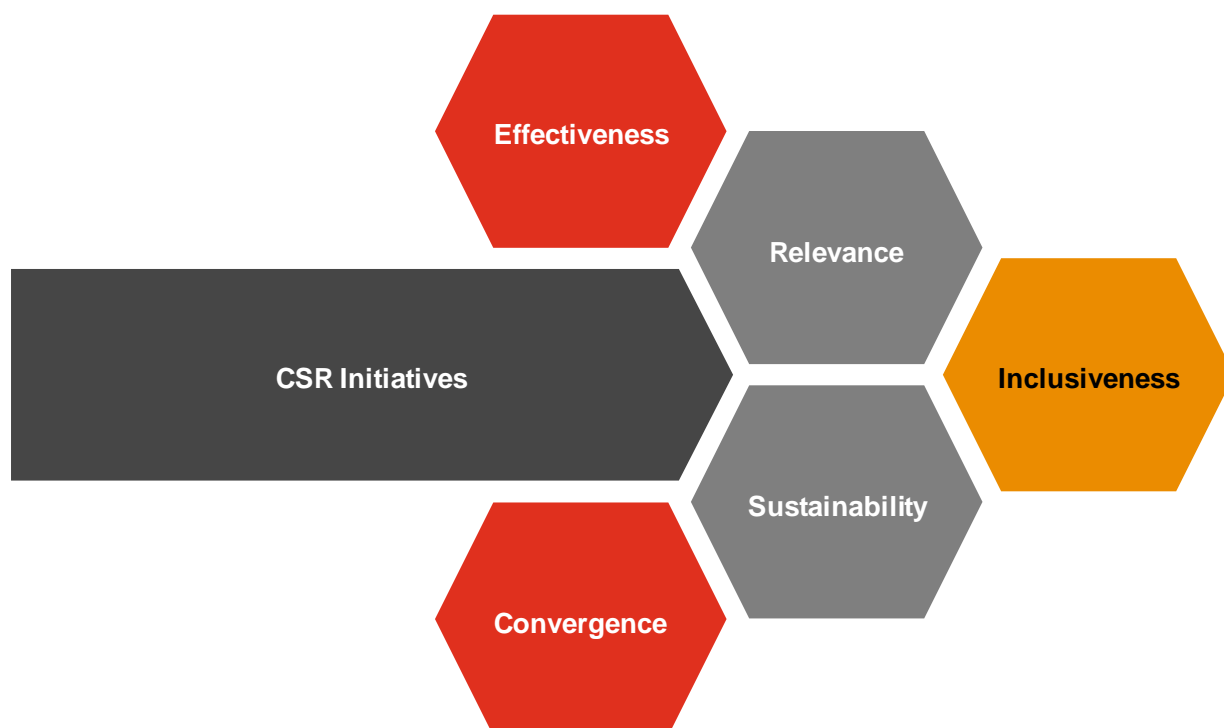 Effectiveness
Relevance
CSR Initiatives
Inclusiveness
Sustainability
Convergence